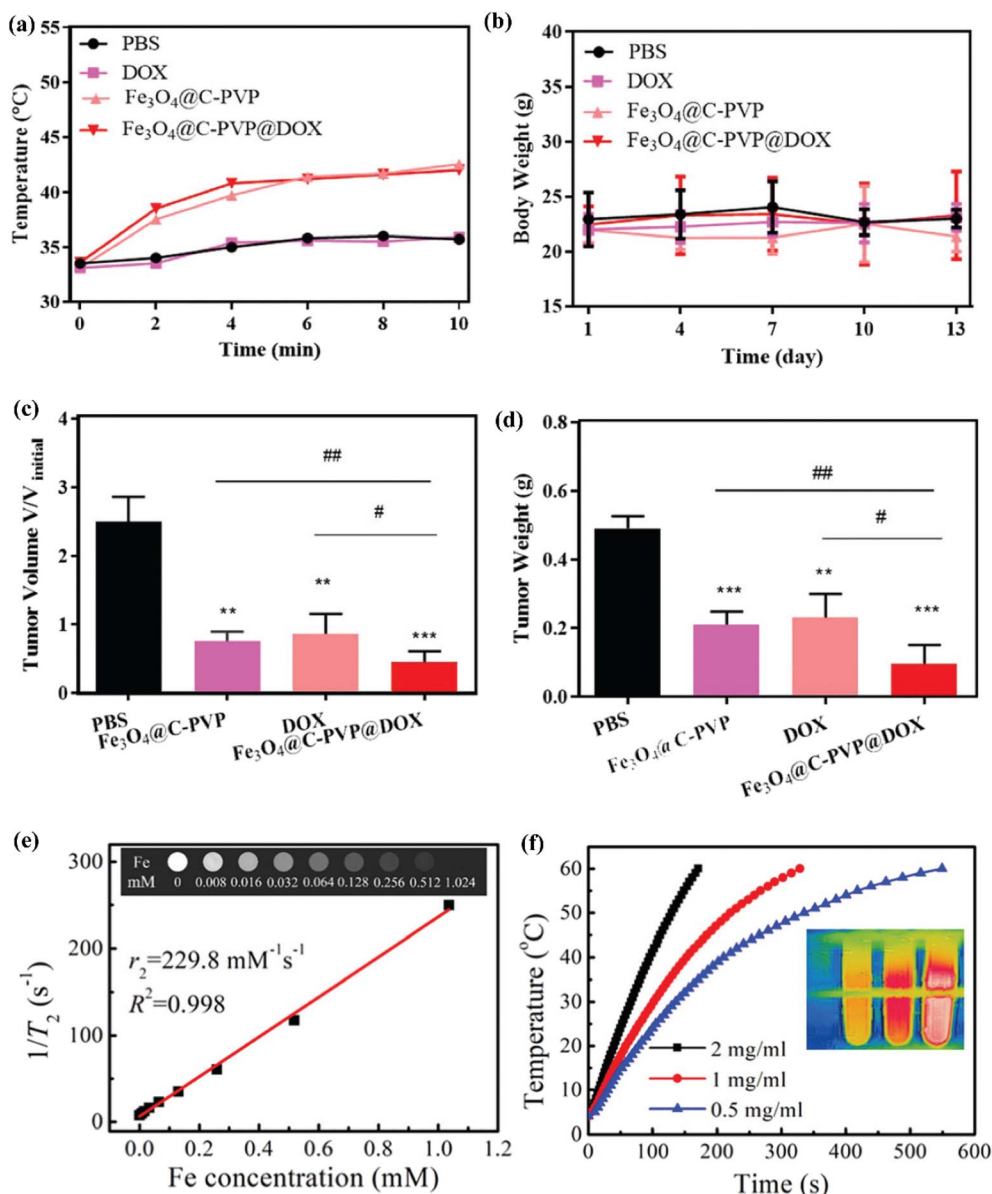 (a)
55
50
45
40
35
30
Temperature (°C)
PBS
DOX
Fe₃O₄@C-PVP
Fe₃O₄@C-PVP@DOX
0 2 4 6 8 10
Time (min)
(b)
40
35
30
25
20
15
Body Weight (g)
PBS
DOX
Fe₃O₄@C-PVP
Fe₃O₄@C-PVP@DOX
1 4 7 10 13
Time (day)
(c)
4
3
2
1
0
Tumor Volume V/V initial
##
#
** ** ***
PBS
Fe₃O₄@C-PVP
DOX
Fe₃O₄@C-PVP@DOX
(d)
0.8
0.6
0.4
0.2
0.0
Tumor Weight (g)
##
#
*** ** ***
PBS
Fe₃O₄@C-PVP
DOX
Fe₃O₄@C-PVP@DOX
(e)
300
200
100
0
1/T₂ (s⁻¹)
Fe
mM 0 0.008 0.016 0.032 0.064 0.128 0.256 0.512 1.024
r₂=229.8 mM⁻¹s⁻¹
R²=0.998
0.0 0.2 0.4 0.6 0.8 1.0
Fe concentration (mM)
(f)
60
50
40
30
20
10
0
Temperature (°C)
2 mg/ml
1 mg/ml
0.5 mg/ml
0 100 200 300 400 500 600
Time (s)